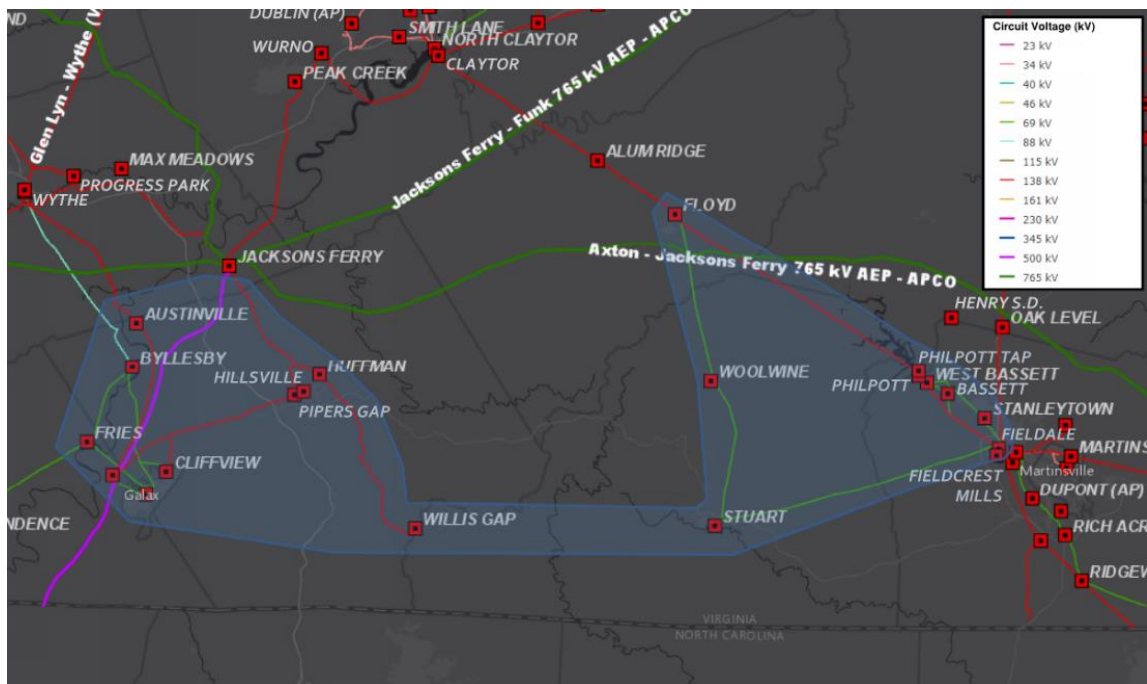 DUBLIN (AP)
ND
SMITH LANE
NORTH CLAYTOR
WURNO
CLAYTOR
PEAK CREEK
Glen Lyn - Wythe (V
Jacksons Ferry - Funk 765 kV AEP - APCO
MAX MEADOWS
ALUM RIDGE
PROGRESS PARK
WYTHE
FLOYD
JACKSONS FERRY
Axton - Jacksons Ferry 765 kV AEP - APCO
HENRY S.D.
AUSTINVILLE
OAK LEVEL
BYLLESBY
HUFFMAN
HILLSVILLE
PHILPOTT TAP
WOOLWINE
WEST BASSETT
PHILPOTT
BASSETT
PIPERS GAP
STANLEYTOWN
FRIES
FIELDALE
CLIFFVIEW
MARTINS
FIELDCREST
MILLS
Martinsville
Galax
DUPONT (AP)
NDENCE
WILLIS GAP
STUART
RICH ACR
RIDGEW
VIRGINIA
NORTH CAROLINA
Circuit Voltage (kV)
23 kV
34 kV
40 kV
46 kV
69 kV
88 kV
115 kV
138 kV
161 kV
230 kV
345 kV
500 kV
765 kV